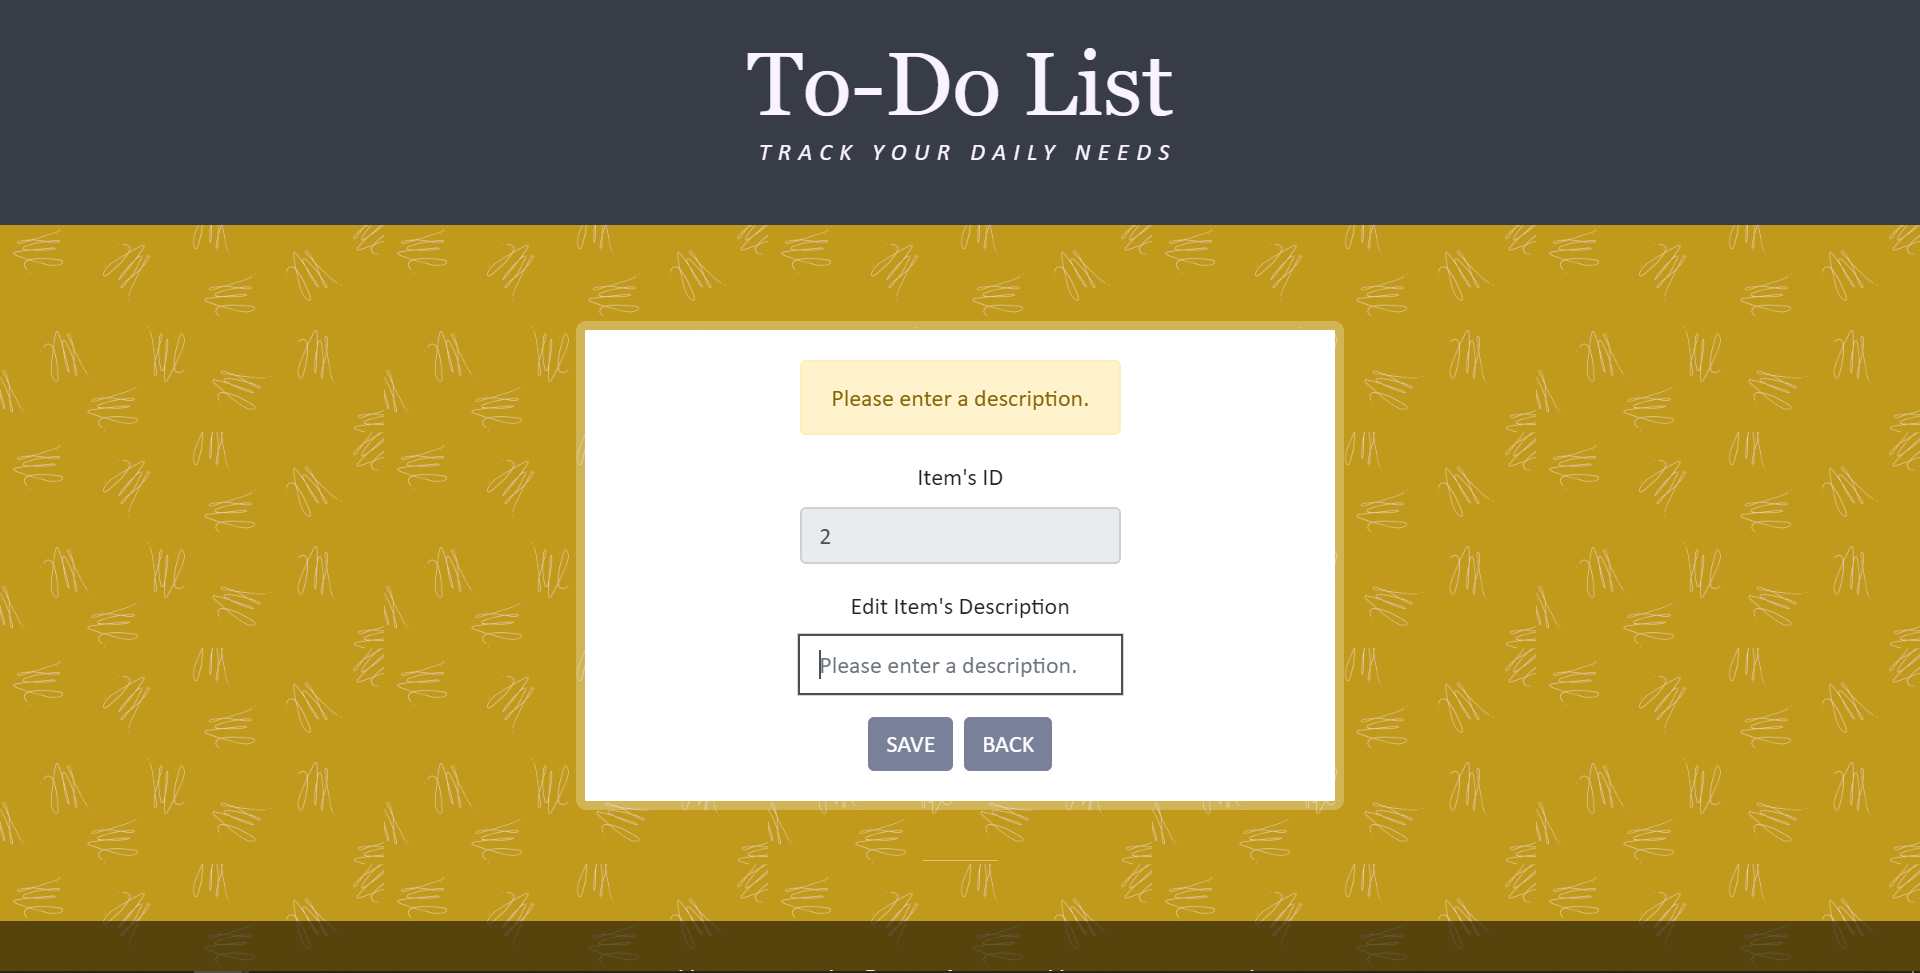 To-Do List
TRACK YOUR DAILY NEEDS
Please enter a description.
Item's ID
2
Edit Item's Description
Please enter a description.
SAVE BACK